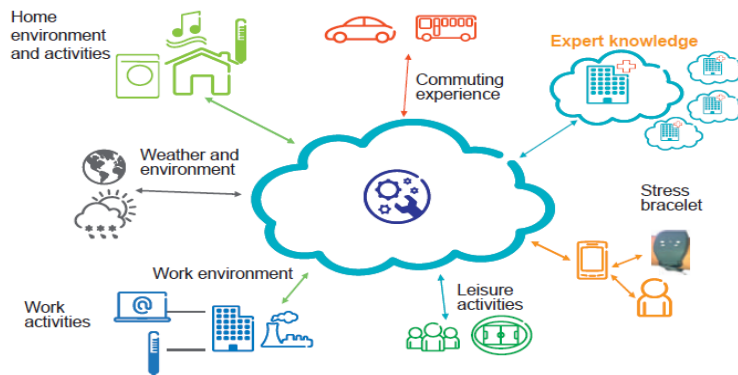 Home
environment
and activities
Commuting
experience
Expert knowledge
Weather and
environment
Stress
bracelet
Work environment
Work
activities
@
Leisure
activities